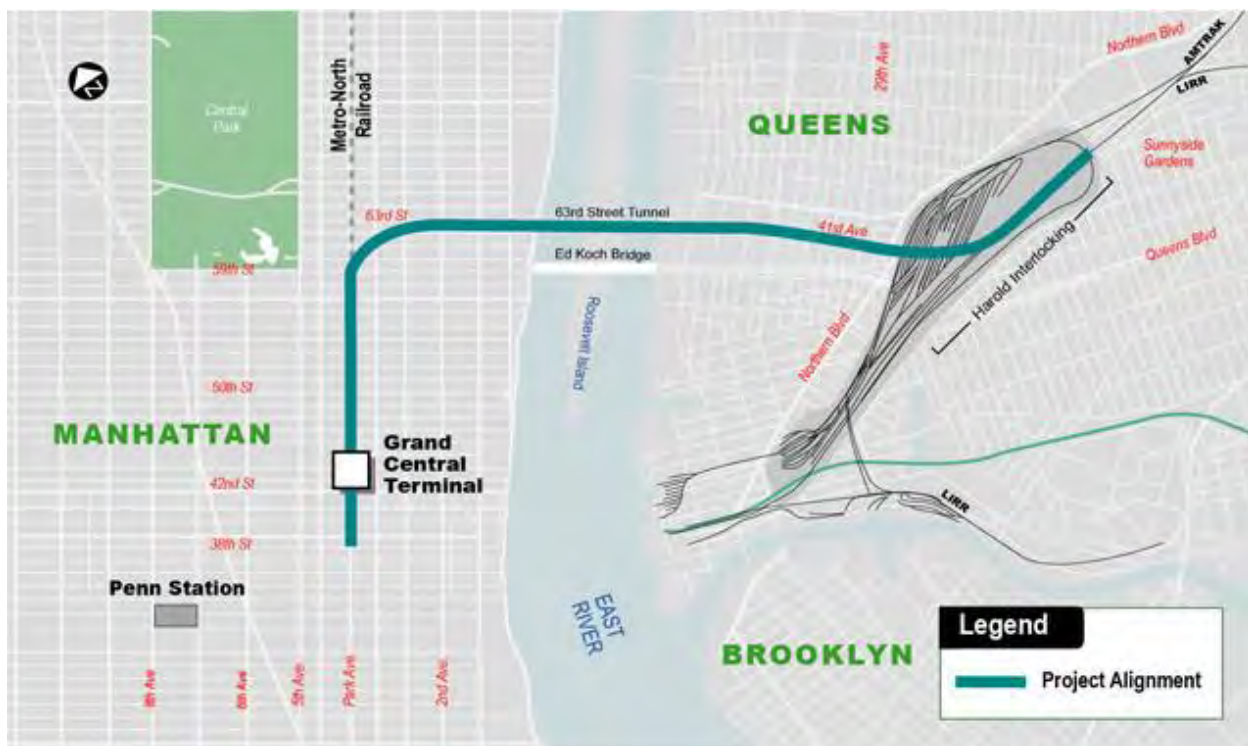 Northern Blvd
AMTRAK
LIRR
29th Ave
Metro-North
Railroad
Central
Park
QUEENS
Sunnyside
Gardens
63rd St
63rd Street Tunnel
41st Ave
Queens Blvd
Ed Koch Bridge
59th St
Harold Interlocking
Roosevelt Island
Northern Blvd
50th St
MANHATTAN
Grand
Central
Terminal
42nd St
LIRR
38th St
Penn Station
EAST
RIVER
BROOKLYN
Legend
Project Alignment
8th Ave
6th Ave
5th Ave
Park Ave.
2nd Ave.
N